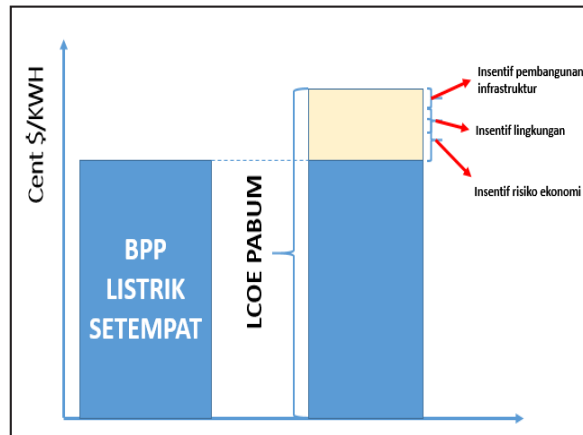 Cent $/KWH
BPP
LISTRIK
SETEMPAT
LCOE PABUM
Insentif pembangunan
infrastruktur
Insentif lingkungan
Insentif risiko ekonomi